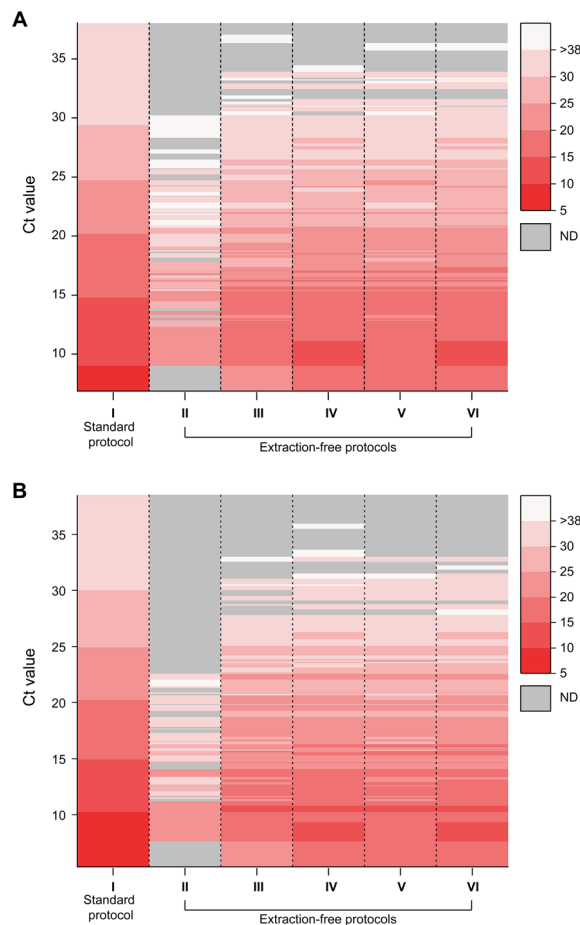 A
Ct value
35
30
25
20
15
10
>38
30
25
20
15
10
5
ND
I II III IV V VI
Standard
protocol
Extraction-free protocols
B
Ct value
35
30
25
20
15
10
>38
30
25
20
15
10
5
ND
I II III IV V VI
Standard
protocol
Extraction-free protocols